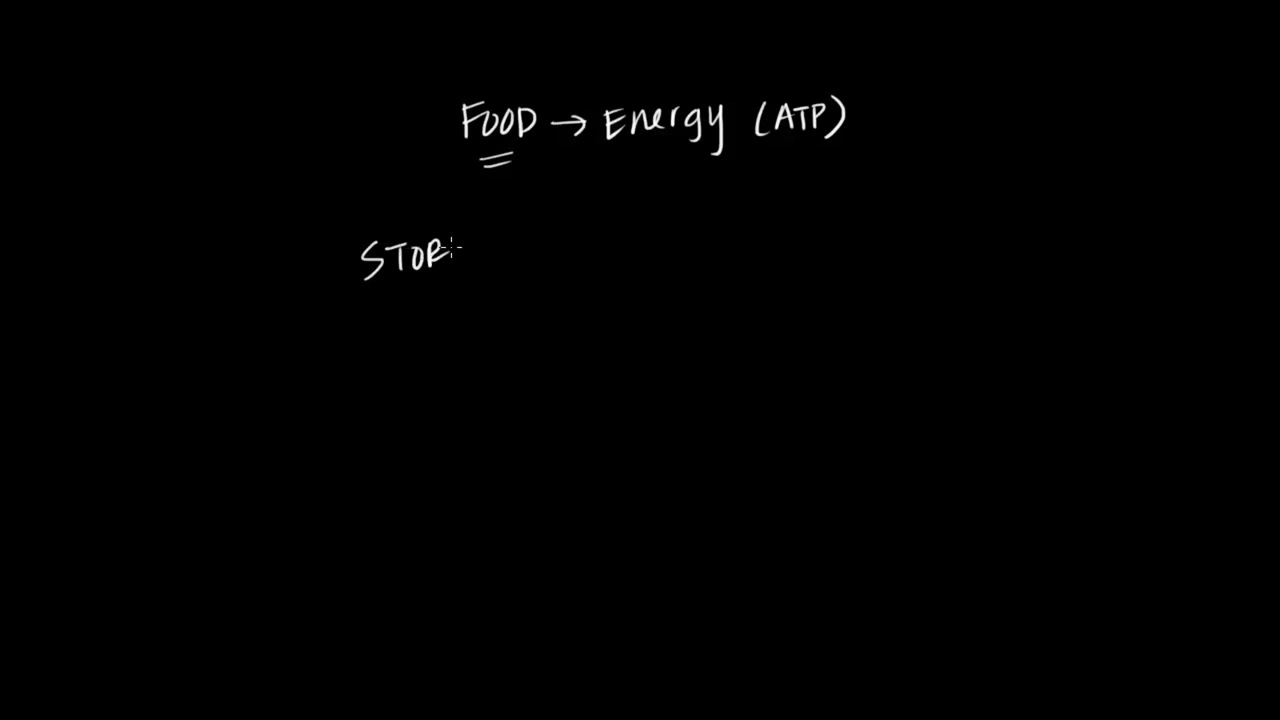 FOOD → Energy (ATP)
STOR